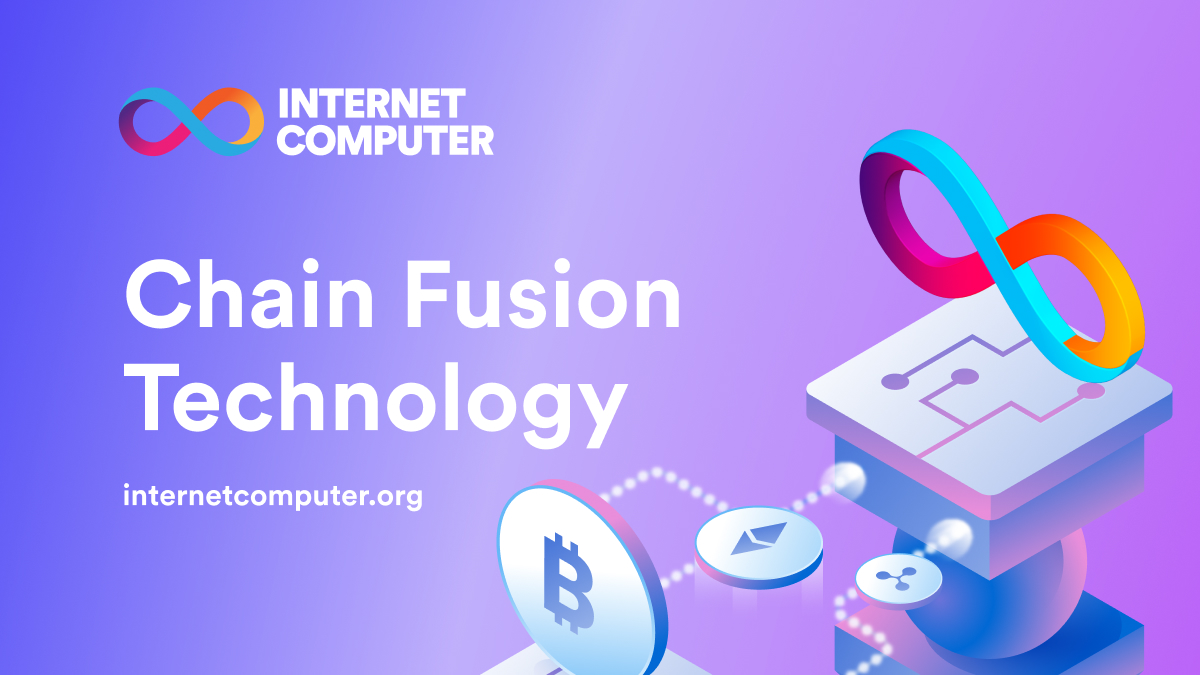 INTERNET
COMPUTER
Chain Fusion
Technology
internetcomputer.org